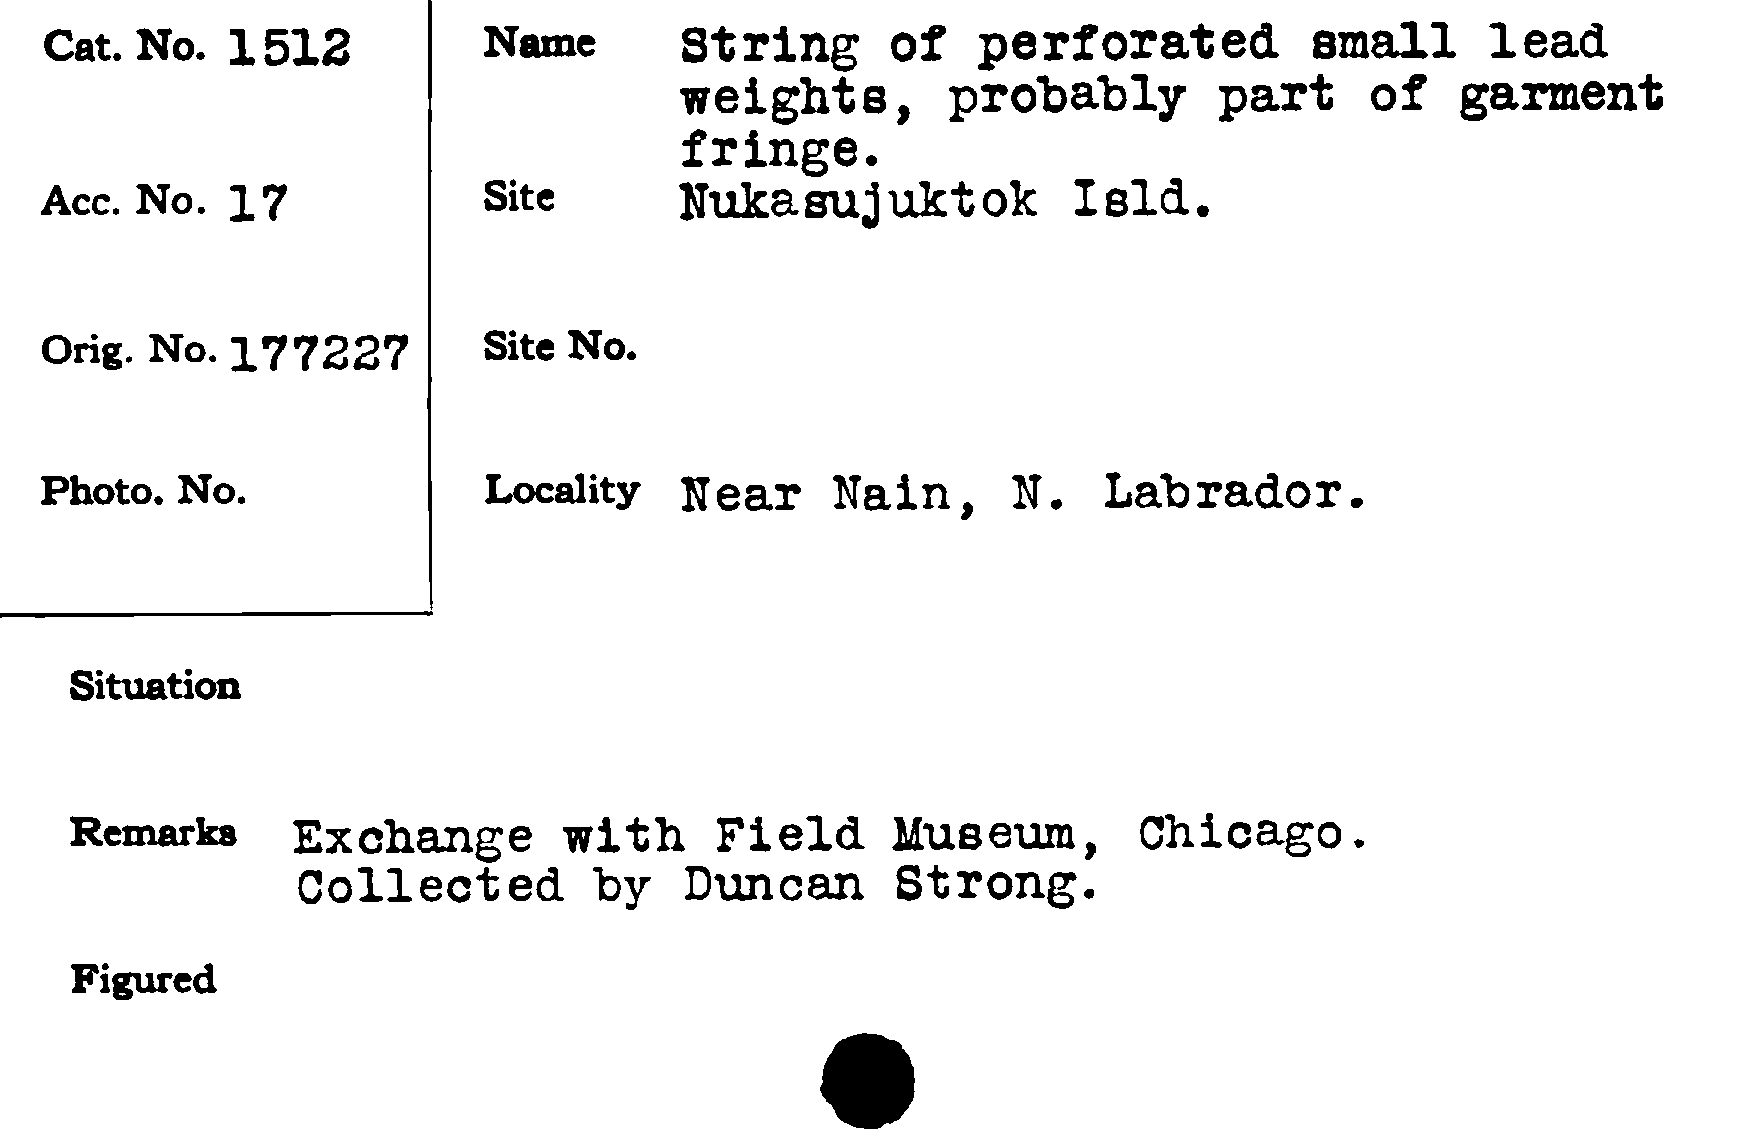 Cat. No. 1512
Name String of perforated small lead
weights, probably part of garment
fringe.
Acc. No. 17
Site Nukasujuktok Isld.
Orig. No. 177227
Site No.
Photo. No.
Locality Near Nain, N. Labrador.
Situation
Remarks Exchange with Field Museum, Chicago.
Collected by Duncan Strong.
Figured